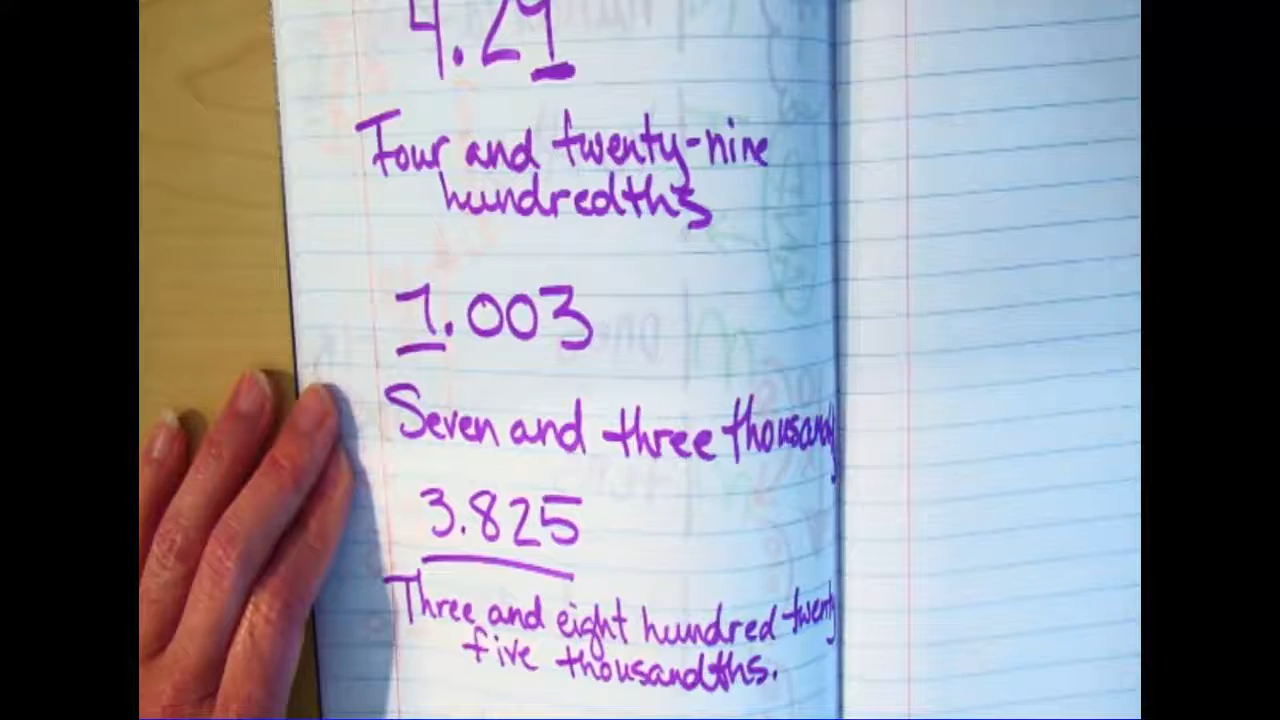 4.29
Four and twenty-nine
hundredths
7.003
Seven and three
3.825
Three and eight hundred twenty
five thousandths.